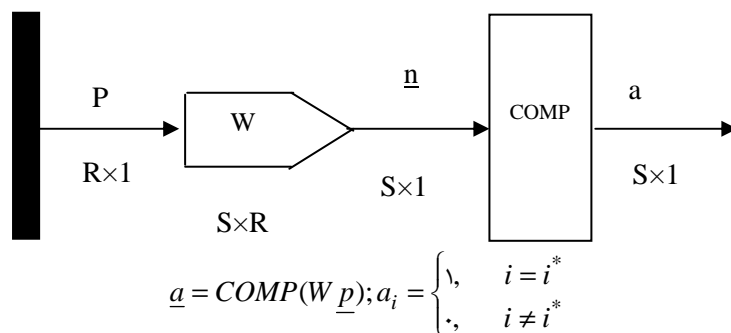 P
R×1
W
S×R
n
S×1
COMP
a
S×1
a = COMP(W p); a_i = { ۱, i = i*
۰, i ≠ i*